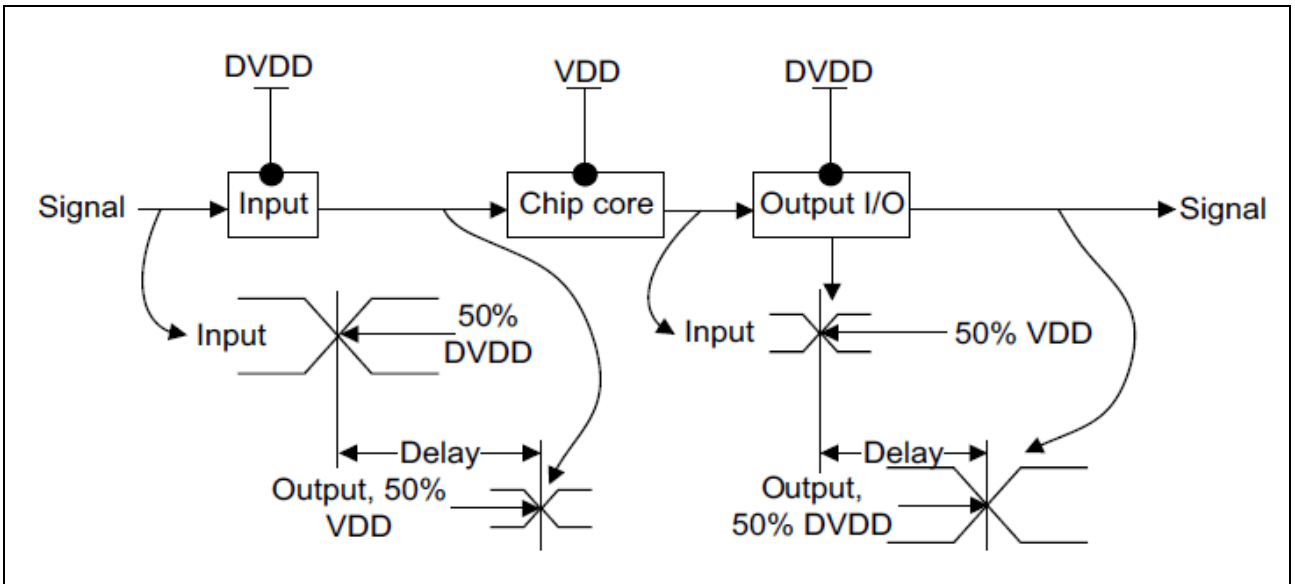 DVDD
VDD
DVDD
Signal
Input
Chip core
Output I/O
Signal
Input
50%
DVDD
Input
50% VDD
Delay
Output, 50%
VDD
Delay
Output,
50% DVDD